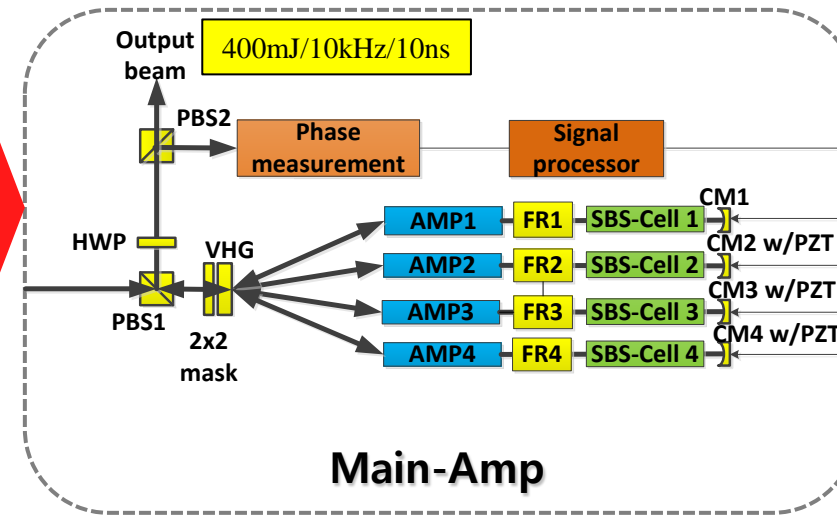 Output
beam
400mJ/10kHz/10ns
PBS2
Phase
measurement
Signal
processor
HWP
VHG
PBS1
2x2
mask
AMP1
FR1
SBS-Cell 1
CM1
AMP2
FR2
SBS-Cell 2
CM2 w/PZT
AMP3
FR3
SBS-Cell 3
CM3 w/PZT
AMP4
FR4
SBS-Cell 4
CM4 w/PZT
Main-Amp